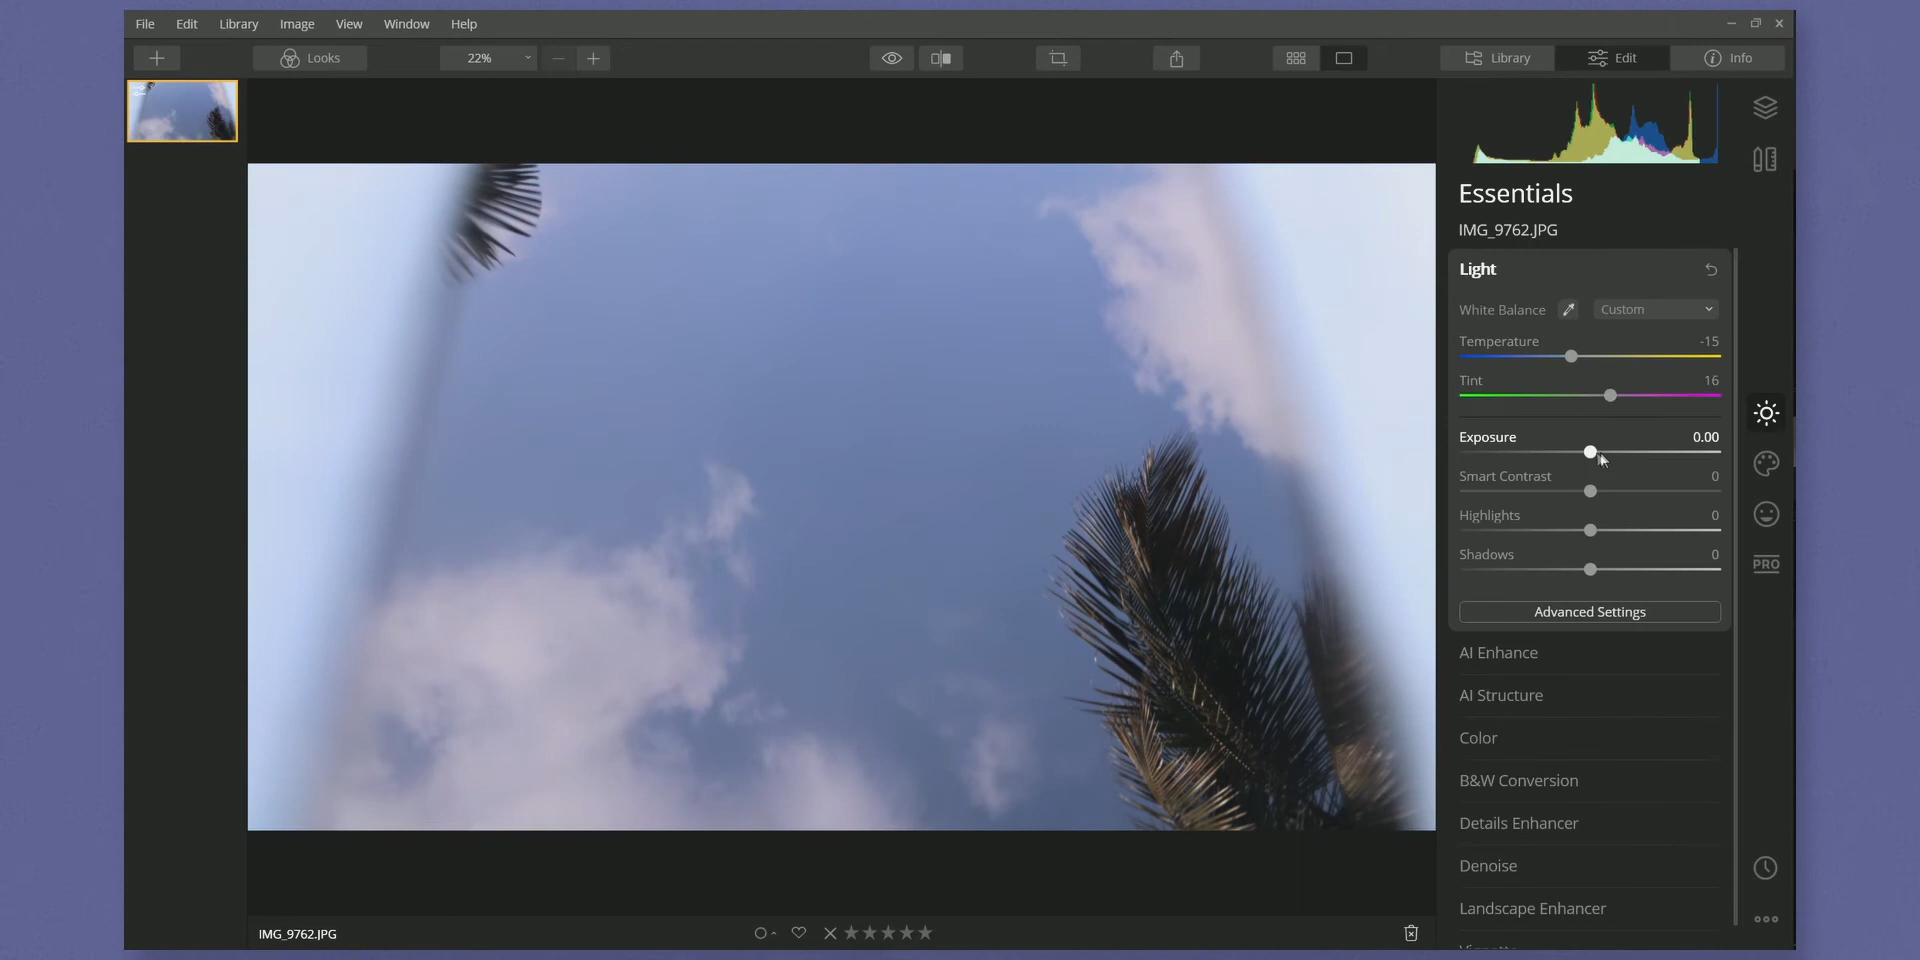 File Edit Library Image View Window Help
Looks 22% Library Edit Info
Essentials
IMG_9762.JPG
Light
White Balance Custom
Temperature -15
Tint 16
Exposure 0.00
Smart Contrast 0
Highlights 0
Shadows 0
Advanced Settings
AI Enhance
AI Structure
Color
B&W Conversion
PRO
Details Enhancer
Denoise
Landscape Enhancer
IMG_9762.JPG